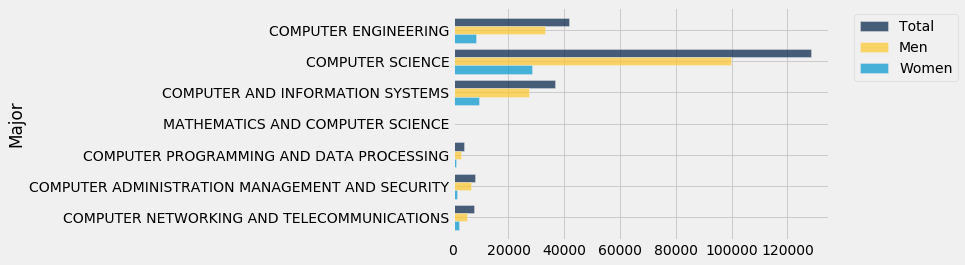 Total
Men
Women
Major
COMPUTER ENGINEERING
COMPUTER SCIENCE
COMPUTER AND INFORMATION SYSTEMS
MATHEMATICS AND COMPUTER SCIENCE
COMPUTER PROGRAMMING AND DATA PROCESSING
COMPUTER ADMINISTRATION MANAGEMENT AND SECURITY
COMPUTER NETWORKING AND TELECOMMUNICATIONS
0 20000 40000 60000 80000 100000 120000